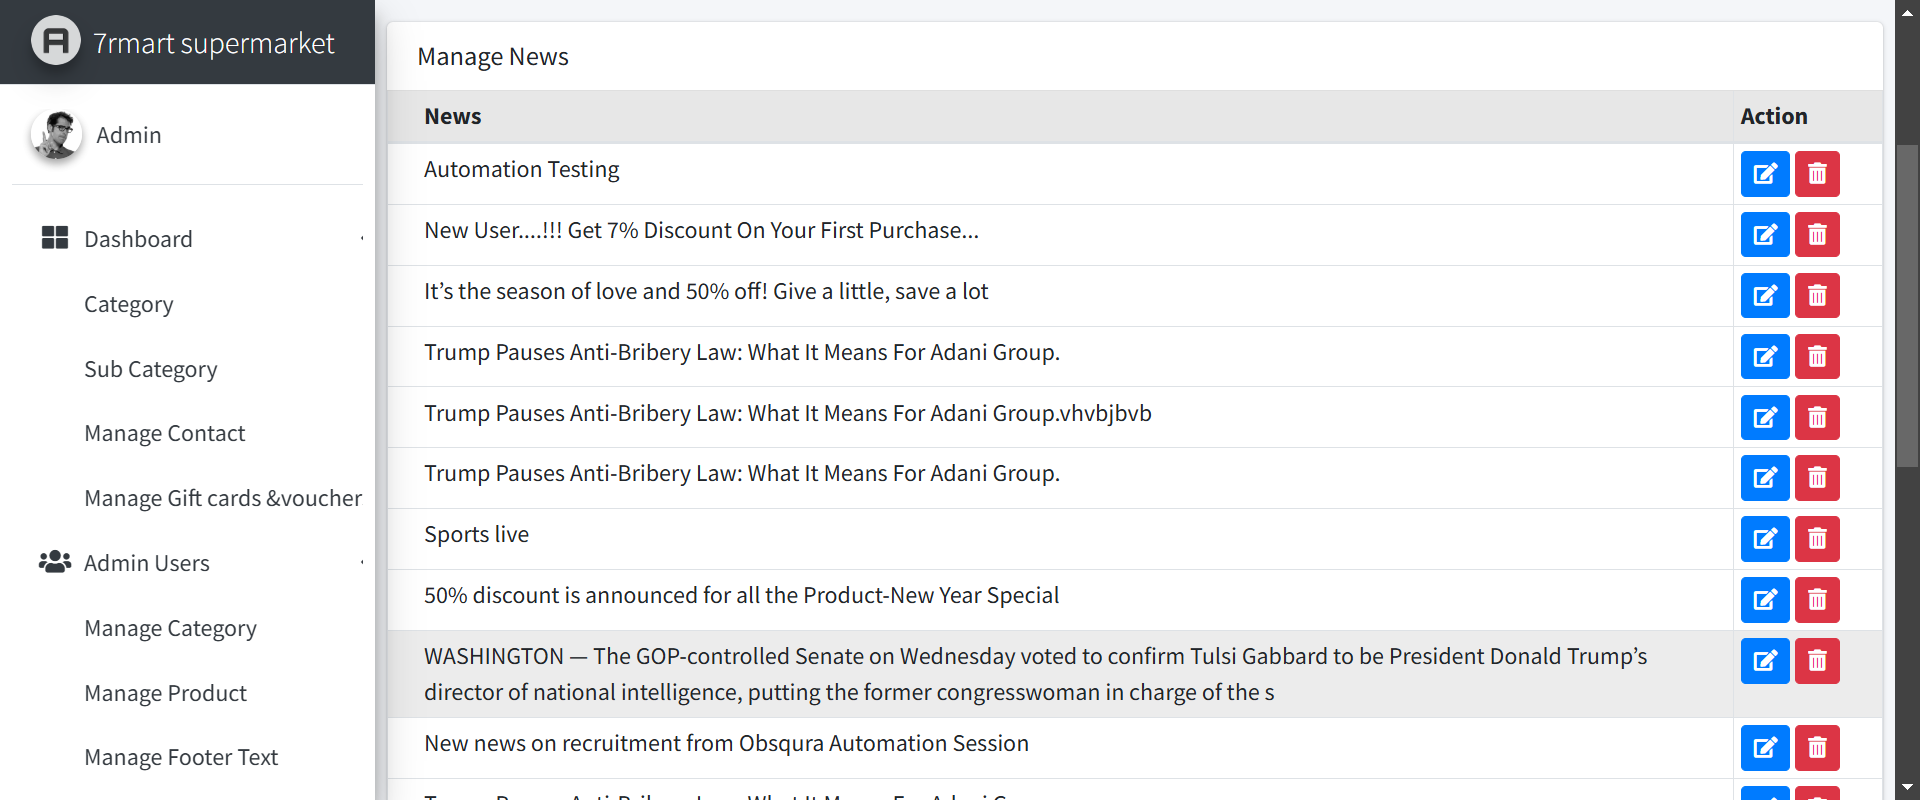 7rmart supermarket
Admin
Dashboard
Category
Sub Category
Manage Contact
Manage Gift cards &voucher
Admin Users
Manage Category
Manage Product
Manage Footer Text
Manage News
News Action
Automation Testing
New User....!!! Get 7% Discount On Your First Purchase...
It’s the season of love and 50% off! Give a little, save a lot
Trump Pauses Anti-Bribery Law: What It Means For Adani Group.
Trump Pauses Anti-Bribery Law: What It Means For Adani Group.vhvbjbvb
Trump Pauses Anti-Bribery Law: What It Means For Adani Group.
Sports live
50% discount is announced for all the Product-New Year Special
WASHINGTON — The GOP-controlled Senate on Wednesday voted to confirm Tulsi Gabbard to be President Donald Trump’s
director of national intelligence, putting the former congresswoman in charge of the s
New news on recruitment from Obsqura Automation Session